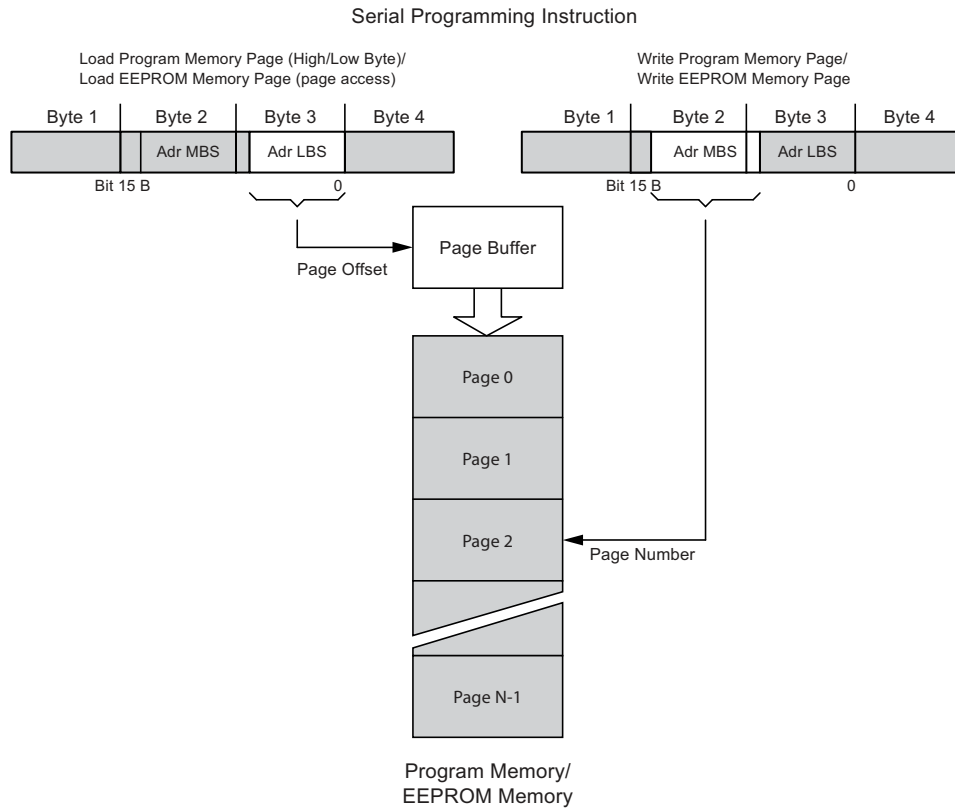 Serial Programming Instruction
Load Program Memory Page (High/Low Byte)/
Load EEPROM Memory Page (page access)
Write Program Memory Page/
Write EEPROM Memory Page
Byte 1
Byte 2
Byte 3
Byte 4
Byte 1
Byte 2
Byte 3
Byte 4
Adr MBS
Adr LBS
Adr MBS
Adr LBS
Bit 15 B
0
Bit 15 B
0
Page Offset
Page Buffer
Page 0
Page 1
Page 2
Page Number
Page N-1
Program Memory/
EEPROM Memory